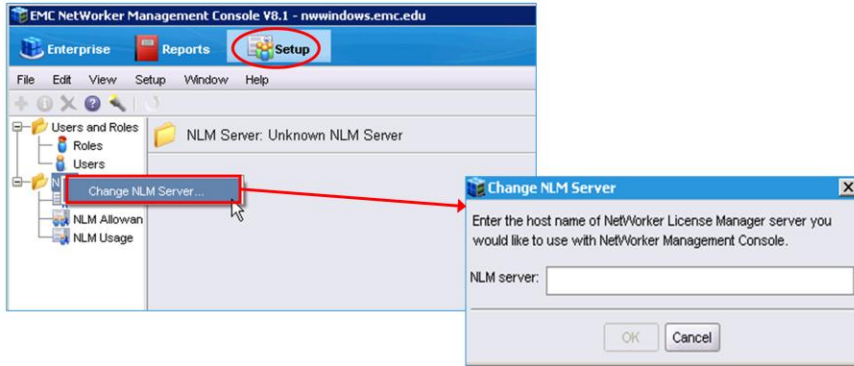 EMC NetWorker Management Console V8.1 - nwwindows.emc.edu
Enterprise Reports Setup
File Edit View Setup Window Help
Users and Roles
NLM Server: Unknown NLM Server
Roles
Users
Change NLM Server...
NLM Allowan
NLM Usage
Change NLM Server
Enter the host name of NetWorker License Manager server you
would like to use with NetWorker Management Console.
NLM server:
OK Cancel